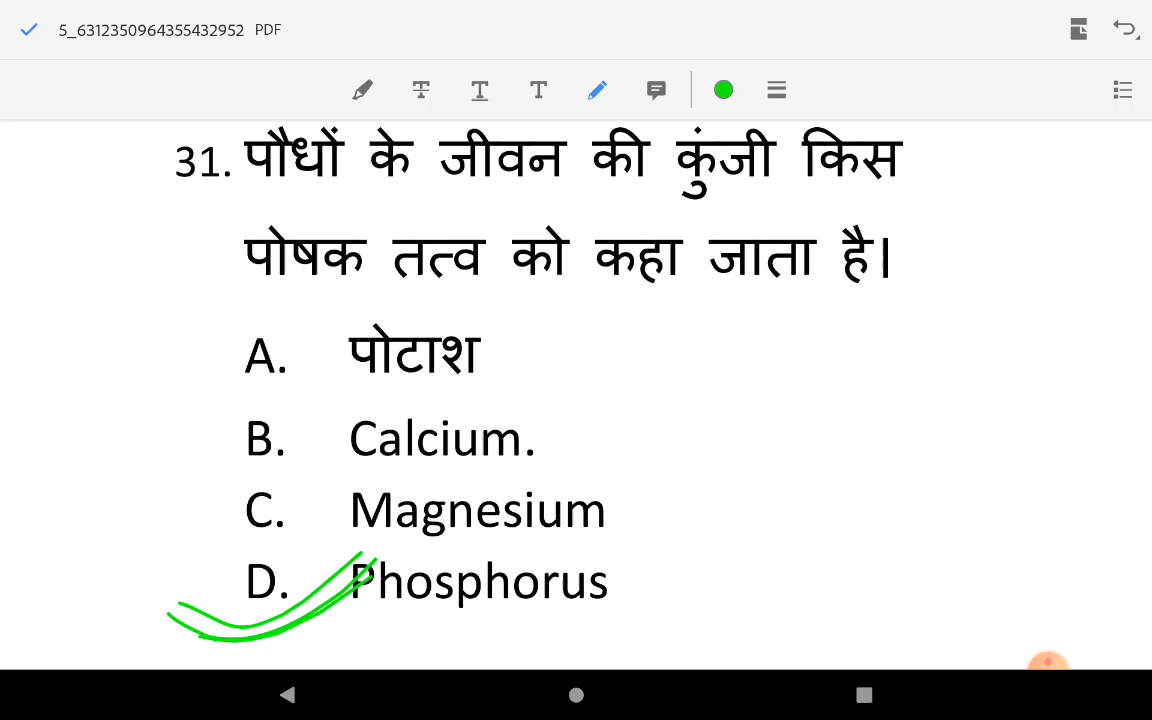 5_6312350964355432952 PDF
31. पौधों के जीवन की कुंजी किस
पोषक तत्व को कहा जाता है।
A. पोटाश
B. Calcium.
C. Magnesium
D. Phosphorus